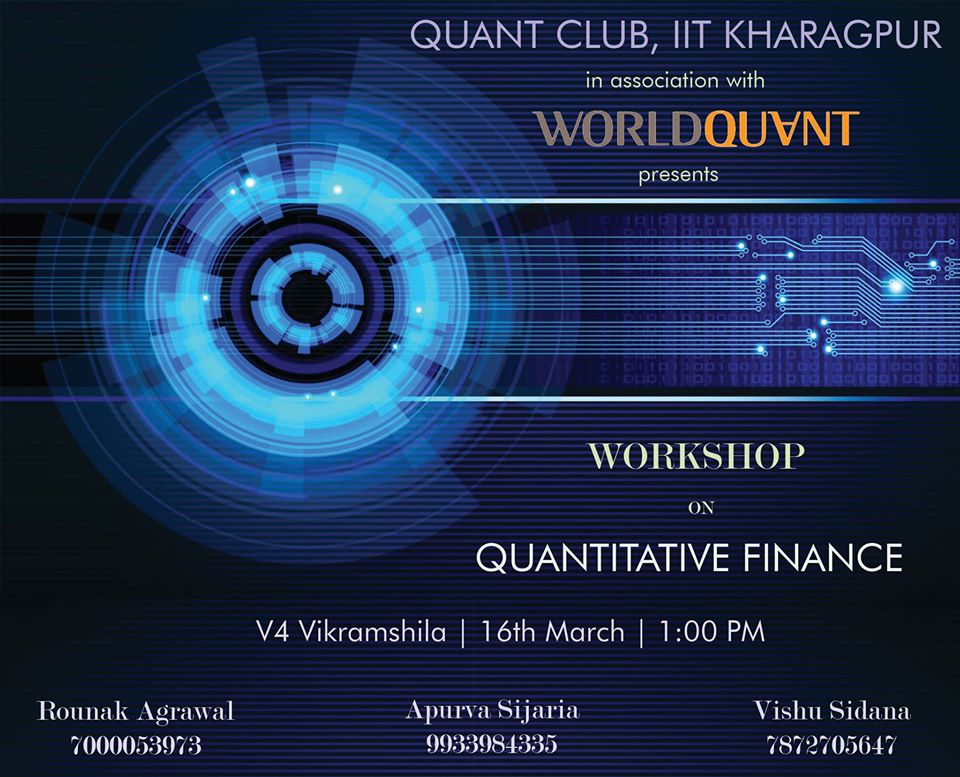 QUANT CLUB, IIT KHARAGPUR
in association with
WORLDQUANT
presents
WORKSHOP
ON
QUANTITATIVE FINANCE
V4 Vikramshila | 16th March | 1:00 PM
Rounak Agrawal Apurva Sijaria Vishu Sidana
7000053973 9933984335 7872705647